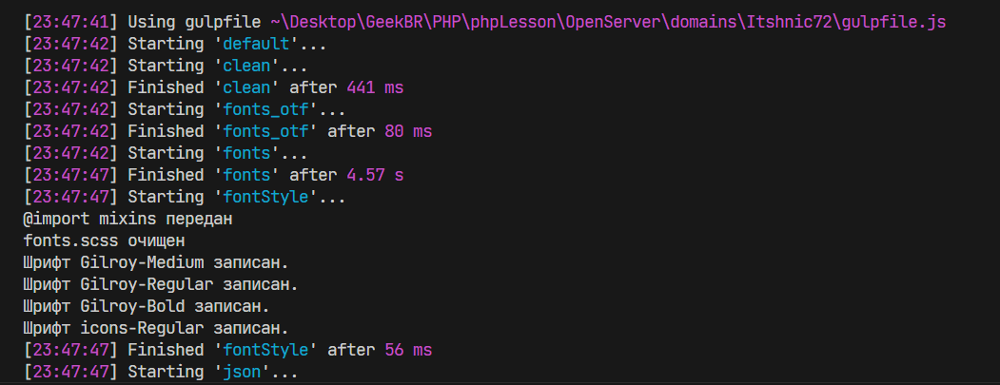 [23:47:41] Using gulpfile ~\Desktop\GeekBR\PHP\phpLesson\OpenServer\domains\Itshnic72\gulpfile.js
[23:47:42] Starting 'default'...
[23:47:42] Starting 'clean'...
[23:47:42] Finished 'clean' after 441 ms
[23:47:42] Starting 'fonts_otf'...
[23:47:42] Finished 'fonts_otf' after 80 ms
[23:47:42] Starting 'fonts'...
[23:47:47] Finished 'fonts' after 4.57 s
[23:47:47] Starting 'fontStyle'...
@import mixins передан
fonts.scss очищен
Шрифт Gilroy-Medium записан.
Шрифт Gilroy-Regular записан.
Шрифт Gilroy-Bold записан.
Шрифт icons-Regular записан.
[23:47:47] Finished 'fontStyle' after 56 ms
[23:47:47] Starting 'json'...